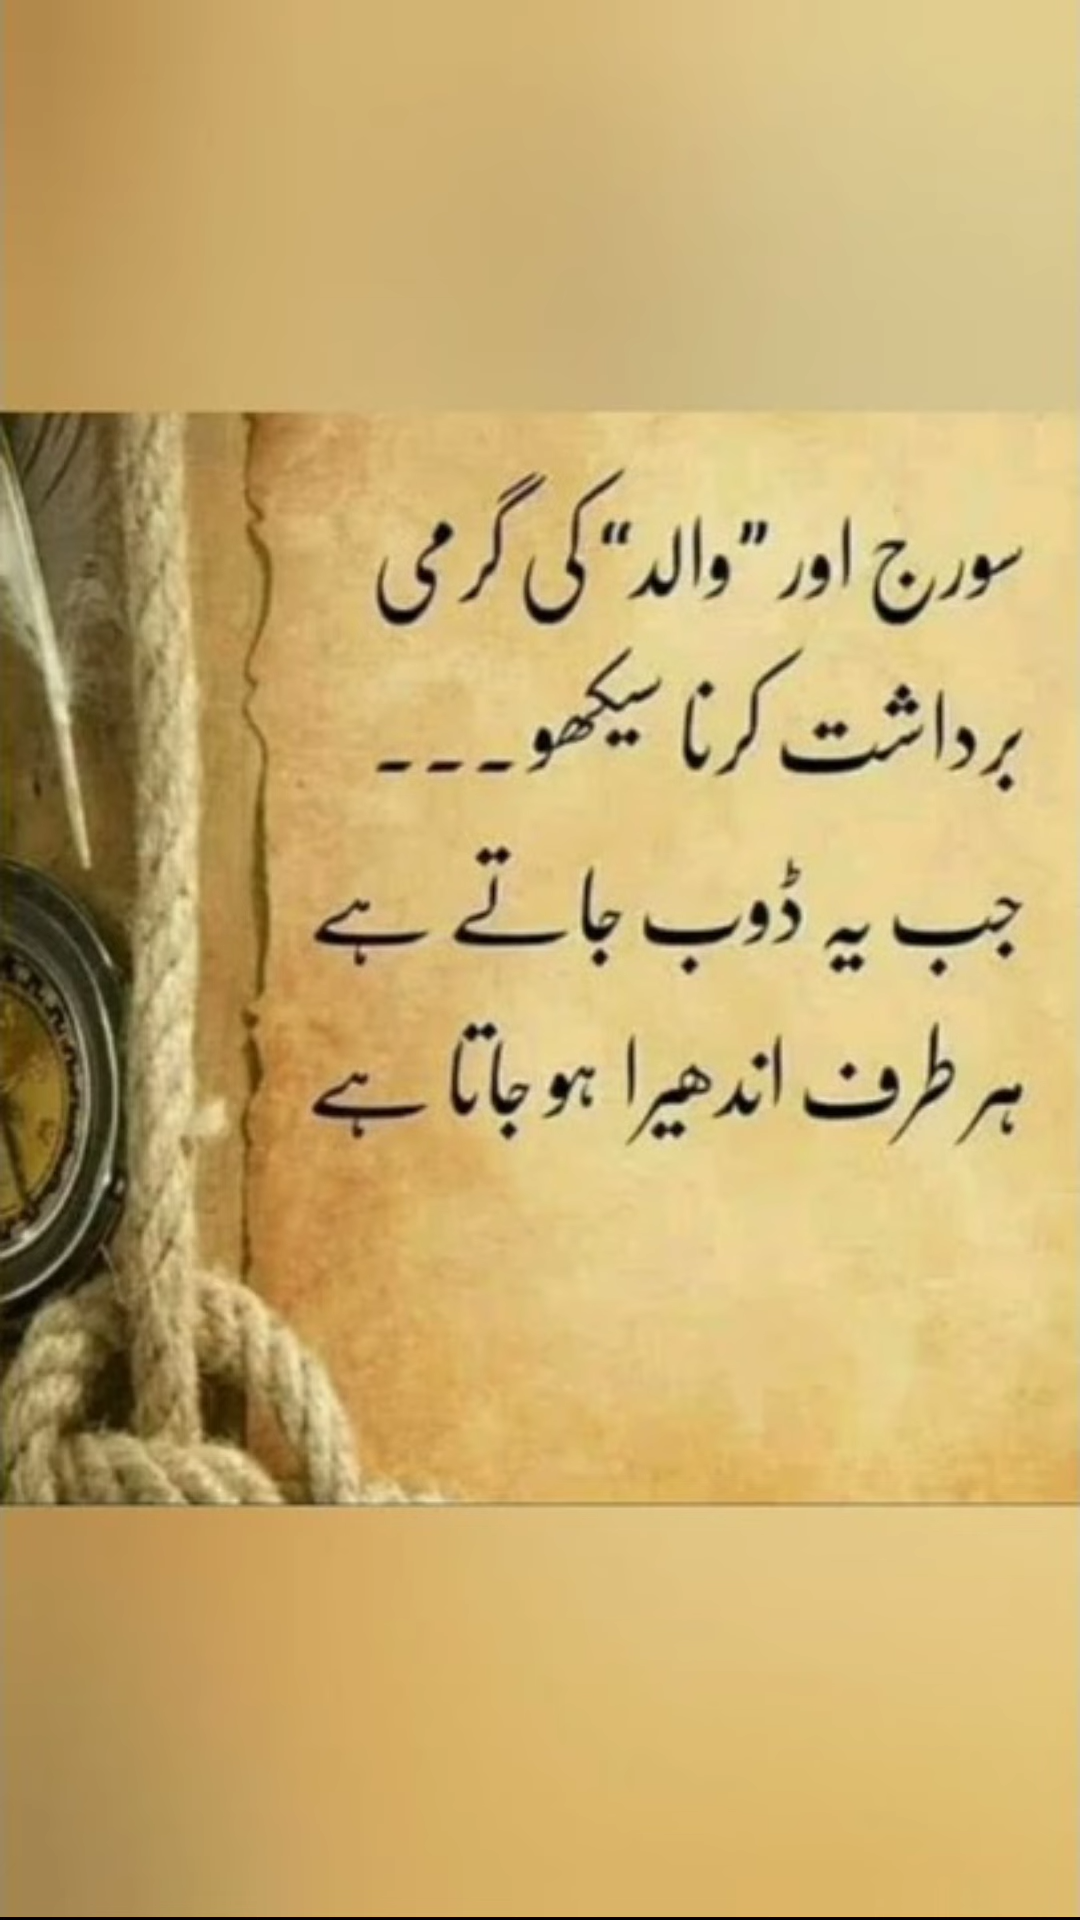 سورج اور ”والد“ کی گرمی
برداشت کرنا سیکھو۔۔۔
جب یہ ڈوب جاتے ہے
ہر طرف اندھیرا ہو جاتا ہے